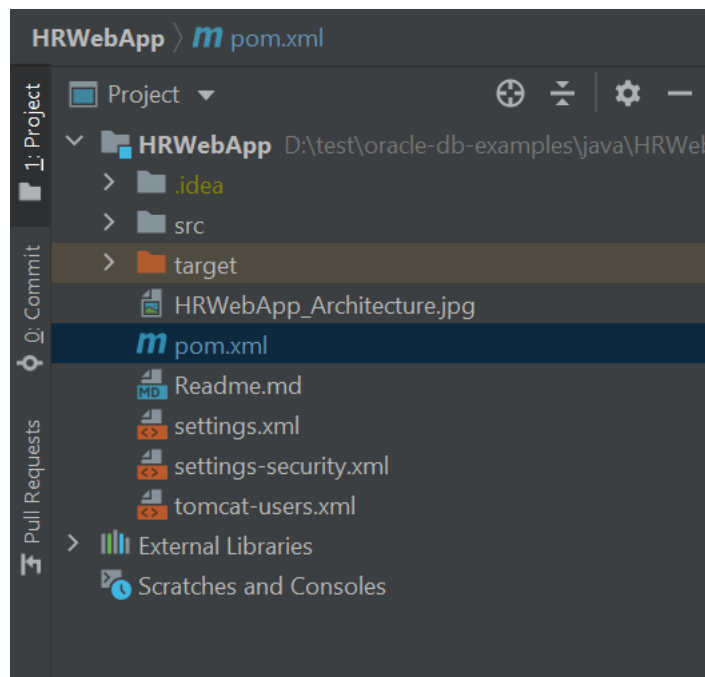 HRWebApp m pom.xml
Project
HRWebApp D:\test\oracle-db-examples\java\HRWel
.idea
src
target
HRWebApp_Architecture.jpg
m pom.xml
MD Readme.md
<> settings.xml
<> settings-security.xml
<> tomcat-users.xml
External Libraries
Scratches and Consoles
1: Project
0: Commit
Pull Requests